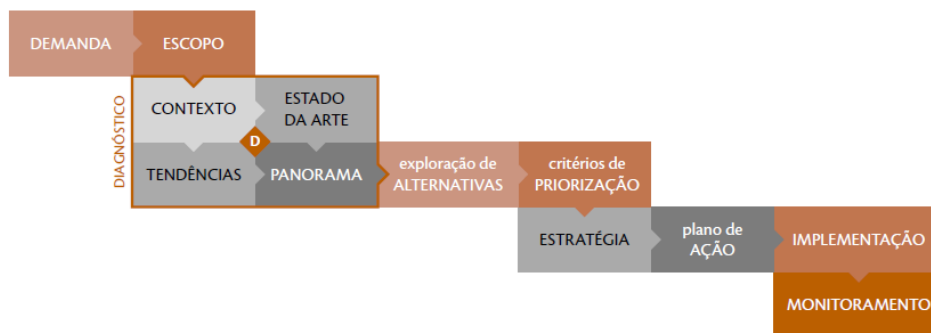 DEMANDA
ESCOPO
DIAGNÓSTICO
CONTEXTO
ESTADO
DA ARTE
D
TENDÊNCIAS
PANORAMA
exploração de
ALTERNATIVAS
critérios de
PRIORIZAÇÃO
ESTRATÉGIA
plano de
AÇÃO
IMPLEMENTAÇÃO
MONITORAMENTO